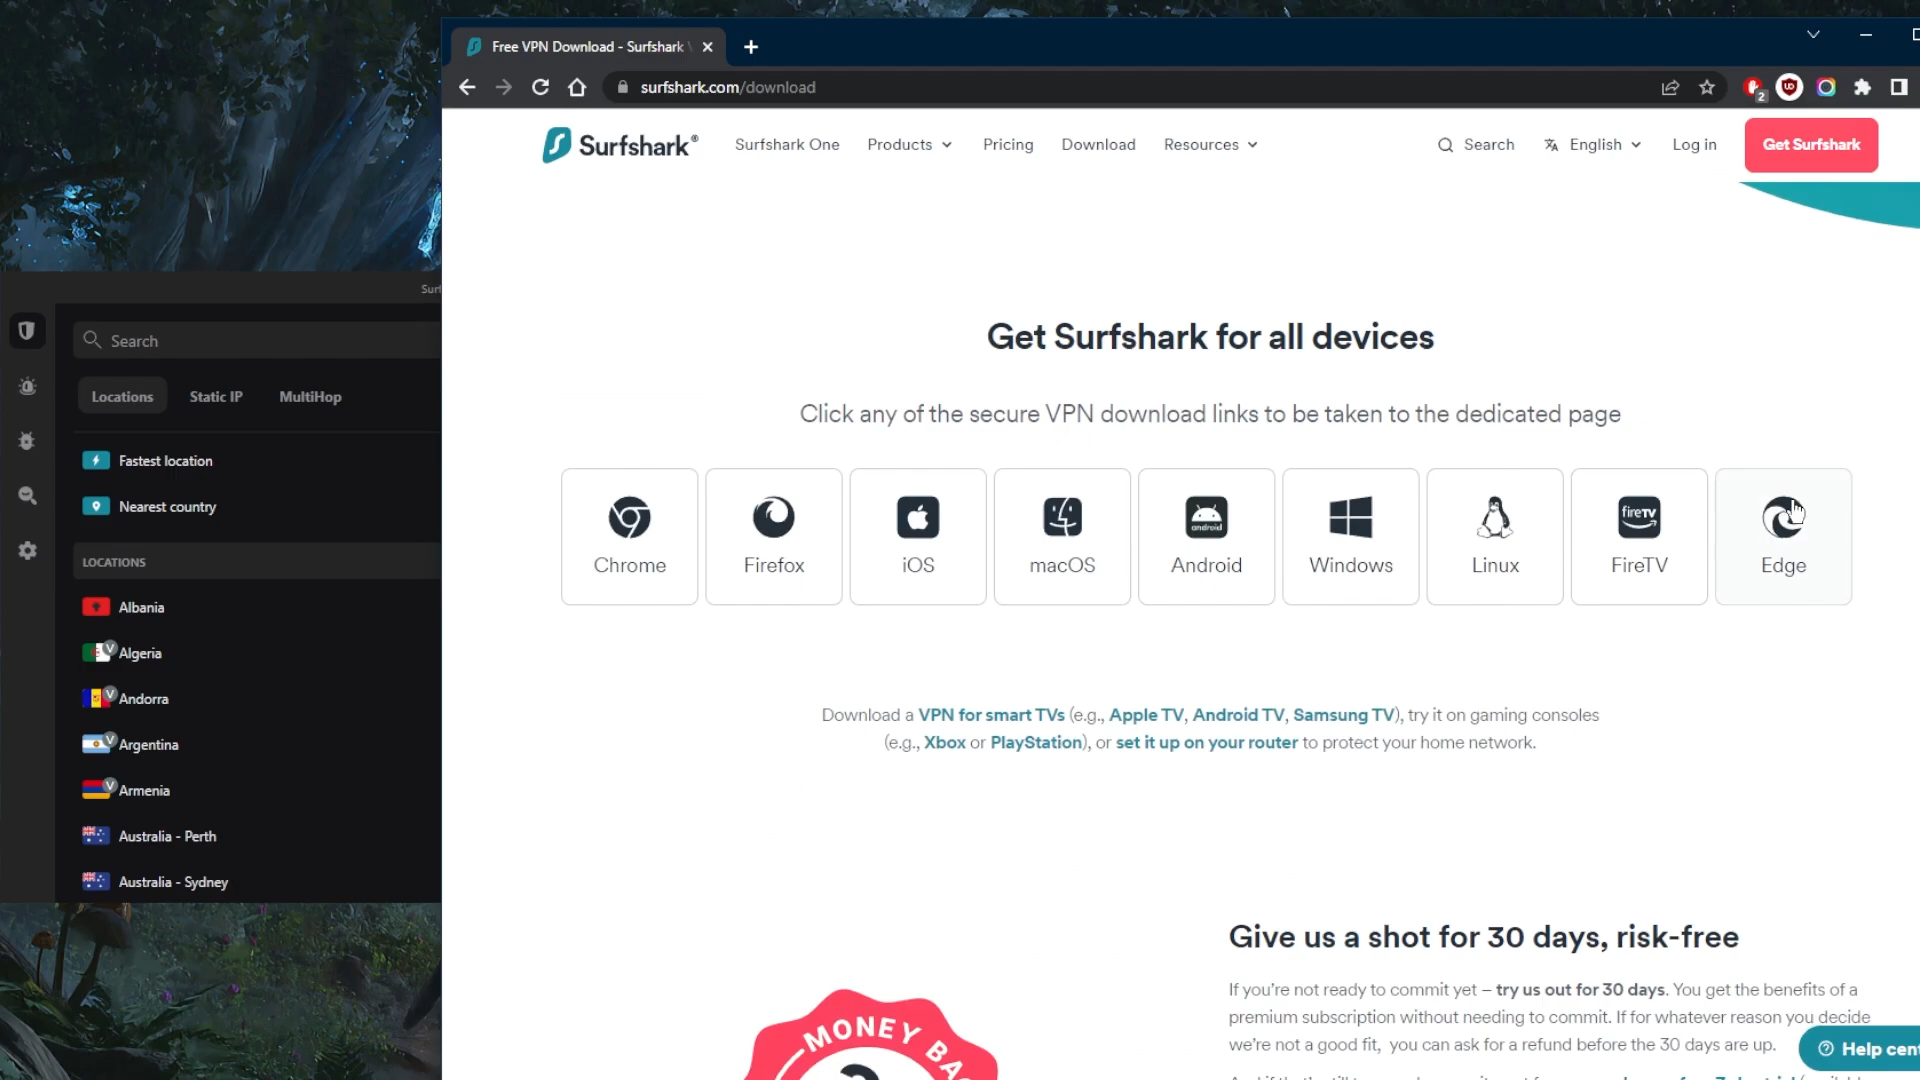 Free VPN Download - Surfshark
surfshark.com/download
2
Surfshark®
Surfshark One
Products
Pricing
Download
Resources
Search
English
Log in
Get Surfshark
Surf
Search
Locations
Static IP
MultiHop
Fastest location
Nearest country
LOCATIONS
Albania
V
Algeria
V
Andorra
V
Argentina
V
Armenia
Australia - Perth
Australia - Sydney
Get Surfshark for all devices
Click any of the secure VPN download links to be taken to the dedicated page
Chrome
Firefox
iOS
macOS
android
Android
Windows
Linux
fireTV
FireTV
Edge
Download a VPN for smart TVs (e.g., Apple TV, Android TV, Samsung TV), try it on gaming consoles
(e.g., Xbox or PlayStation), or set it up on your router to protect your home network.
MONEY BAC
Give us a shot for 30 days, risk-free
If you're not ready to commit yet – try us out for 30 days. You get the benefits of a
premium subscription without needing to commit. If for whatever reason you decide
we're not a good fit, you can ask for a refund before the 30 days are up.
Help cent